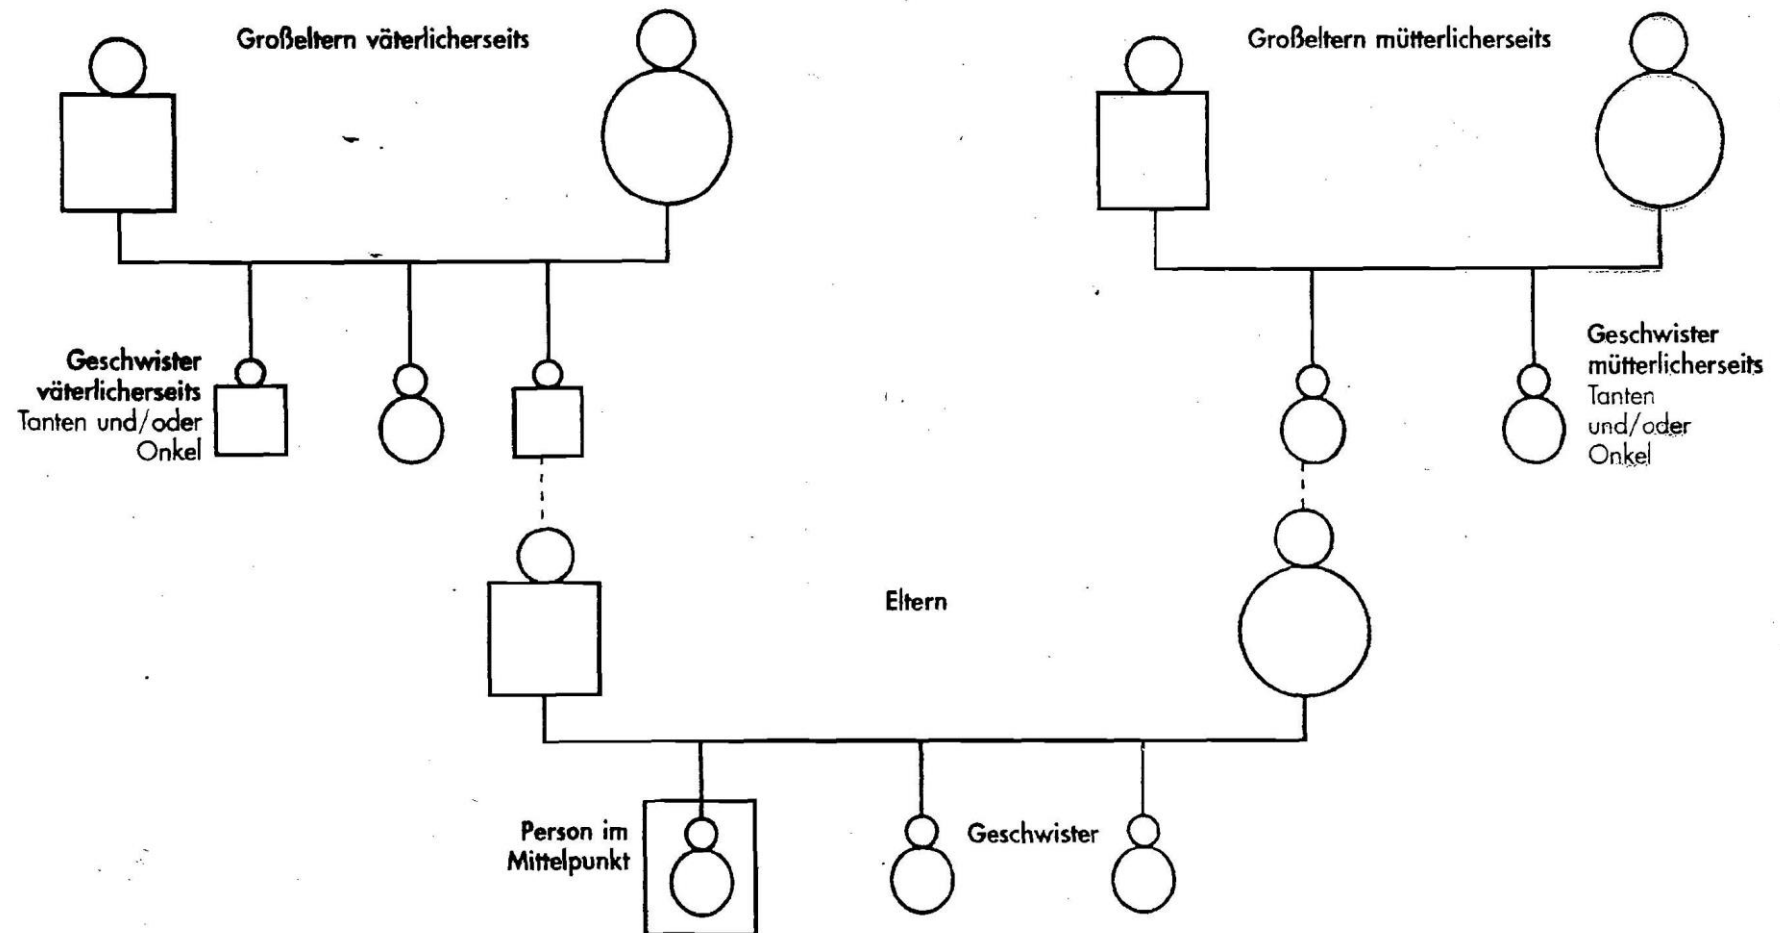 Großeltern väterlicherseits
Großeltern mütterlicherseits
Geschwister
väterlicherseits
Tanten und/oder
Onkel
Geschwister
mütterlicherseits
Tanten
und/oder
Onkel
Eltern
Person im
Mittelpunkt
Geschwister